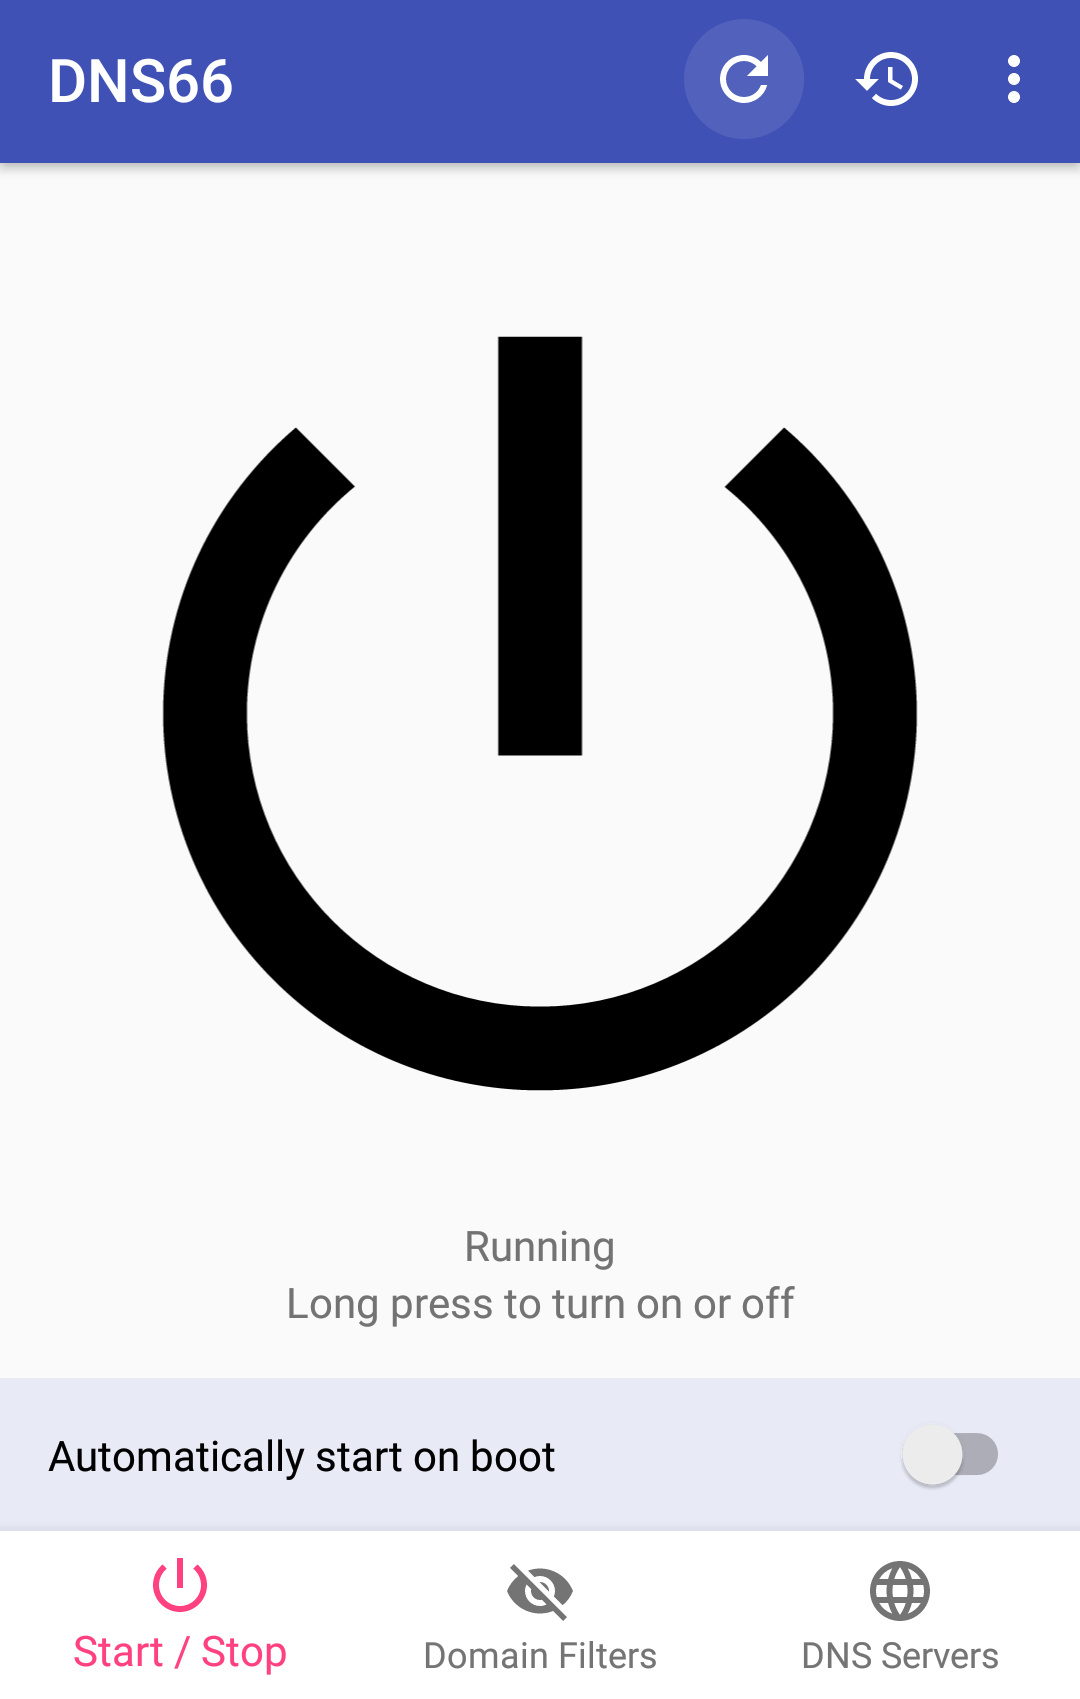 DNS66
Running
Long press to turn on or off
Automatically start on boot
Start / Stop
Domain Filters
DNS Servers